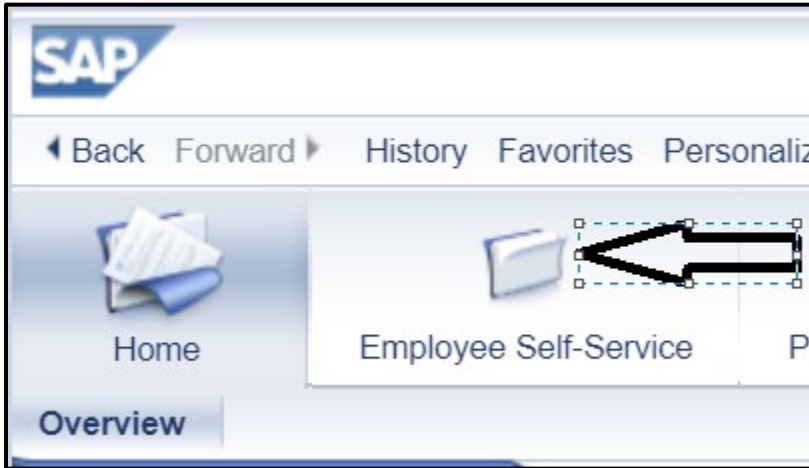 SAP
Back Forward History Favorites Personaliz
Home Employee Self-Service P
Overview